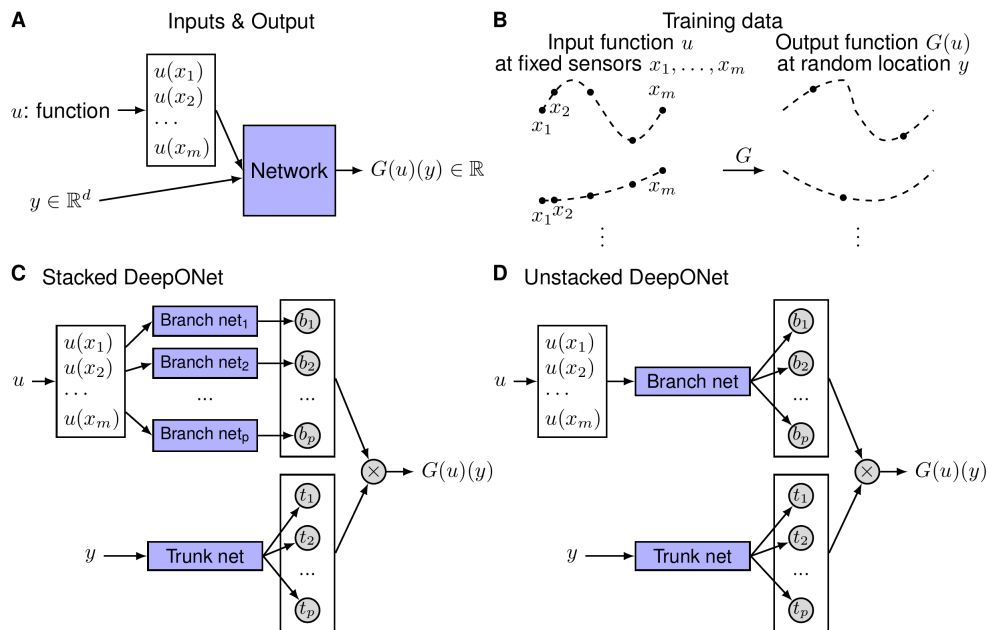 A
Inputs & Output
u: function
u(x₁)
u(x₂)
...
u(xₘ)
y ∈ ℝᵈ
Network
G(u)(y) ∈ ℝ
B
Training data
Input function u
at fixed sensors x₁, . . . , xₘ
Output function G(u)
at random location y
x₁
x₂
xₘ
G
x₁
x₂
xₘ
⋮
⋮
C
Stacked DeepONet
u
u(x₁)
u(x₂)
...
u(xₘ)
Branch net₁
Branch net₂
...
Branch netₚ
b₁
b₂
...
bₚ
×
G(u)(y)
y
Trunk net
t₁
t₂
...
tₚ
D
Unstacked DeepONet
u
u(x₁)
u(x₂)
...
u(xₘ)
Branch net
b₁
b₂
...
bₚ
×
G(u)(y)
y
Trunk net
t₁
t₂
...
tₚ